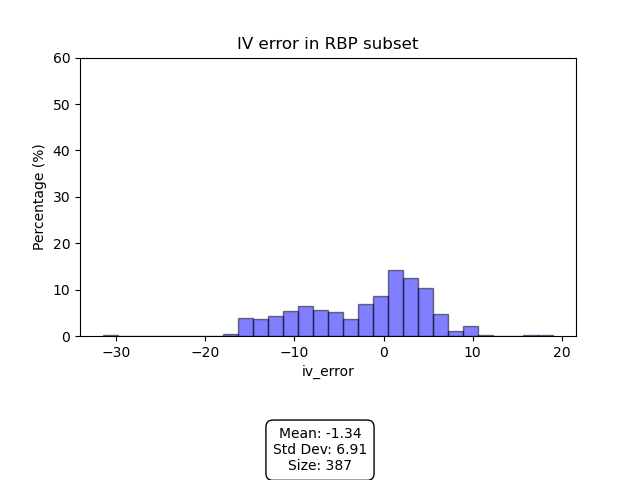 IV error in RBP subset
60
50
40
30
20
10
0
Percentage (%)
−30
−20
−10
0
10
20
iv_error
Mean: -1.34
Std Dev: 6.91
Size: 387